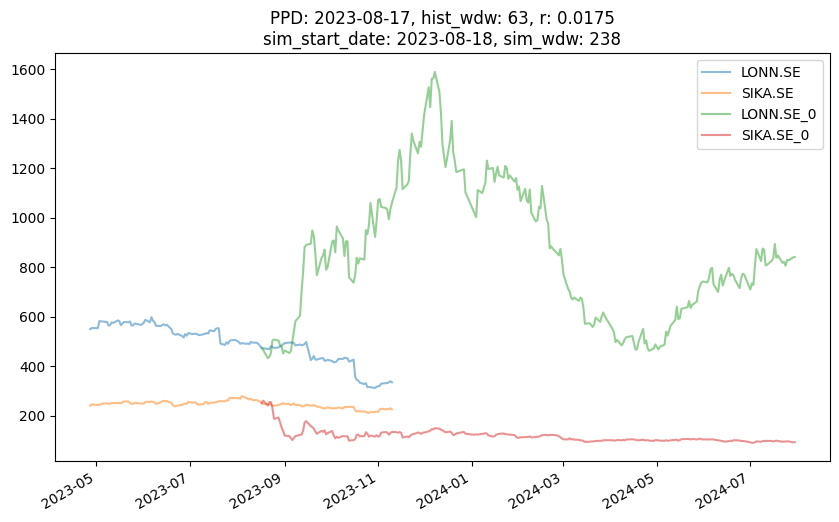 PPD: 2023-08-17, hist_wdw: 63, r: 0.0175
sim_start_date: 2023-08-18, sim_wdw: 238
LONN.SE
SIKA.SE
LONN.SE_0
SIKA.SE_0
1600
1400
1200
1000
800
600
400
200
2023-05
2023-07
2023-09
2023-11
2024-01
2024-03
2024-05
2024-07